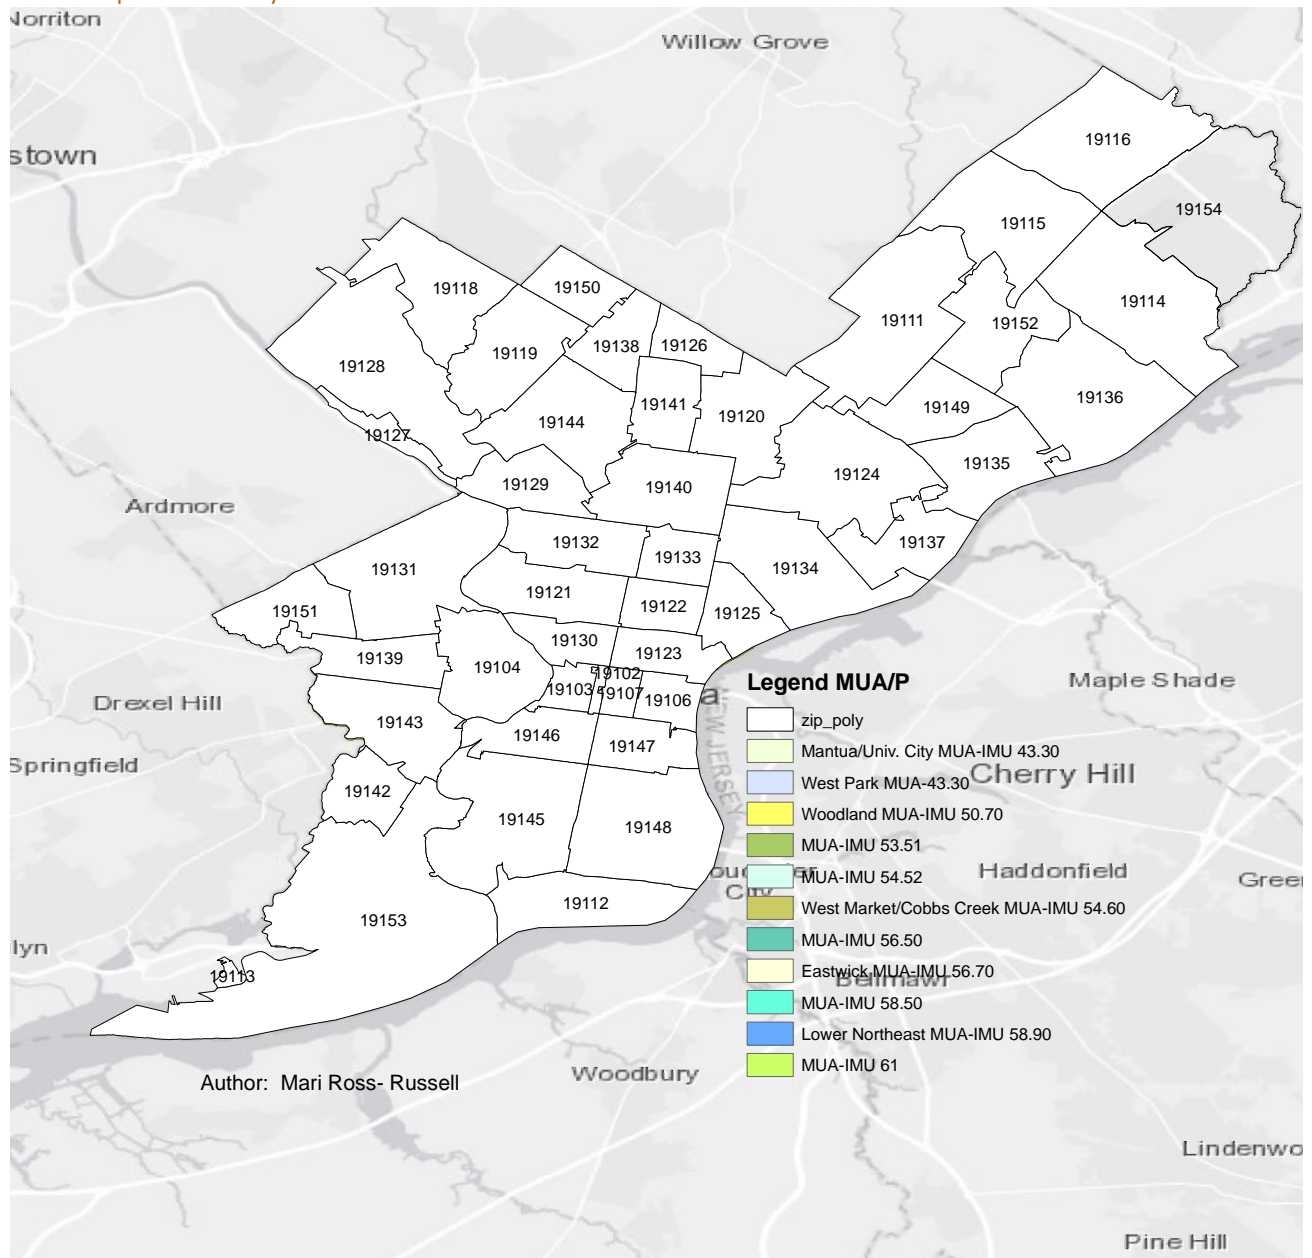 Norriton
Willow Grove
stown
19116
19154
19115
19118
19150
19114
19111
19152
19119
19138
19126
19128
19136
19141
19149
19120
19144
19127
19135
19124
19129
19140
Ardmore
19132
19137
19133
19131
19134
19121
19122
19125
19151
19130
19123
19139
19104
19102
19103
19107
19106
a
Legend MUA/P
Maple Shade
Drexel Hill
NEW JERSEY
zip_poly
19143
19146
19147
Mantua/Univ. City MUA-IMU 43.30
Springfield
Cherry Hill
West Park MUA-43.30
19142
Woodland MUA-IMU 50.70
19145
19148
MUA-IMU 53.51
Haddonfield
MUA-IMU 54.52
City
Green
19112
West Market/Cobbs Creek MUA-IMU 54.60
19153
MUA-IMU 56.50
lyn
19113
Eastwick MUA-IMU 56.70
Bellmawr
MUA-IMU 58.50
Lower Northeast MUA-IMU 58.90
MUA-IMU 61
Woodbury
Author: Mari Ross- Russell
Lindenwo
Pine Hill